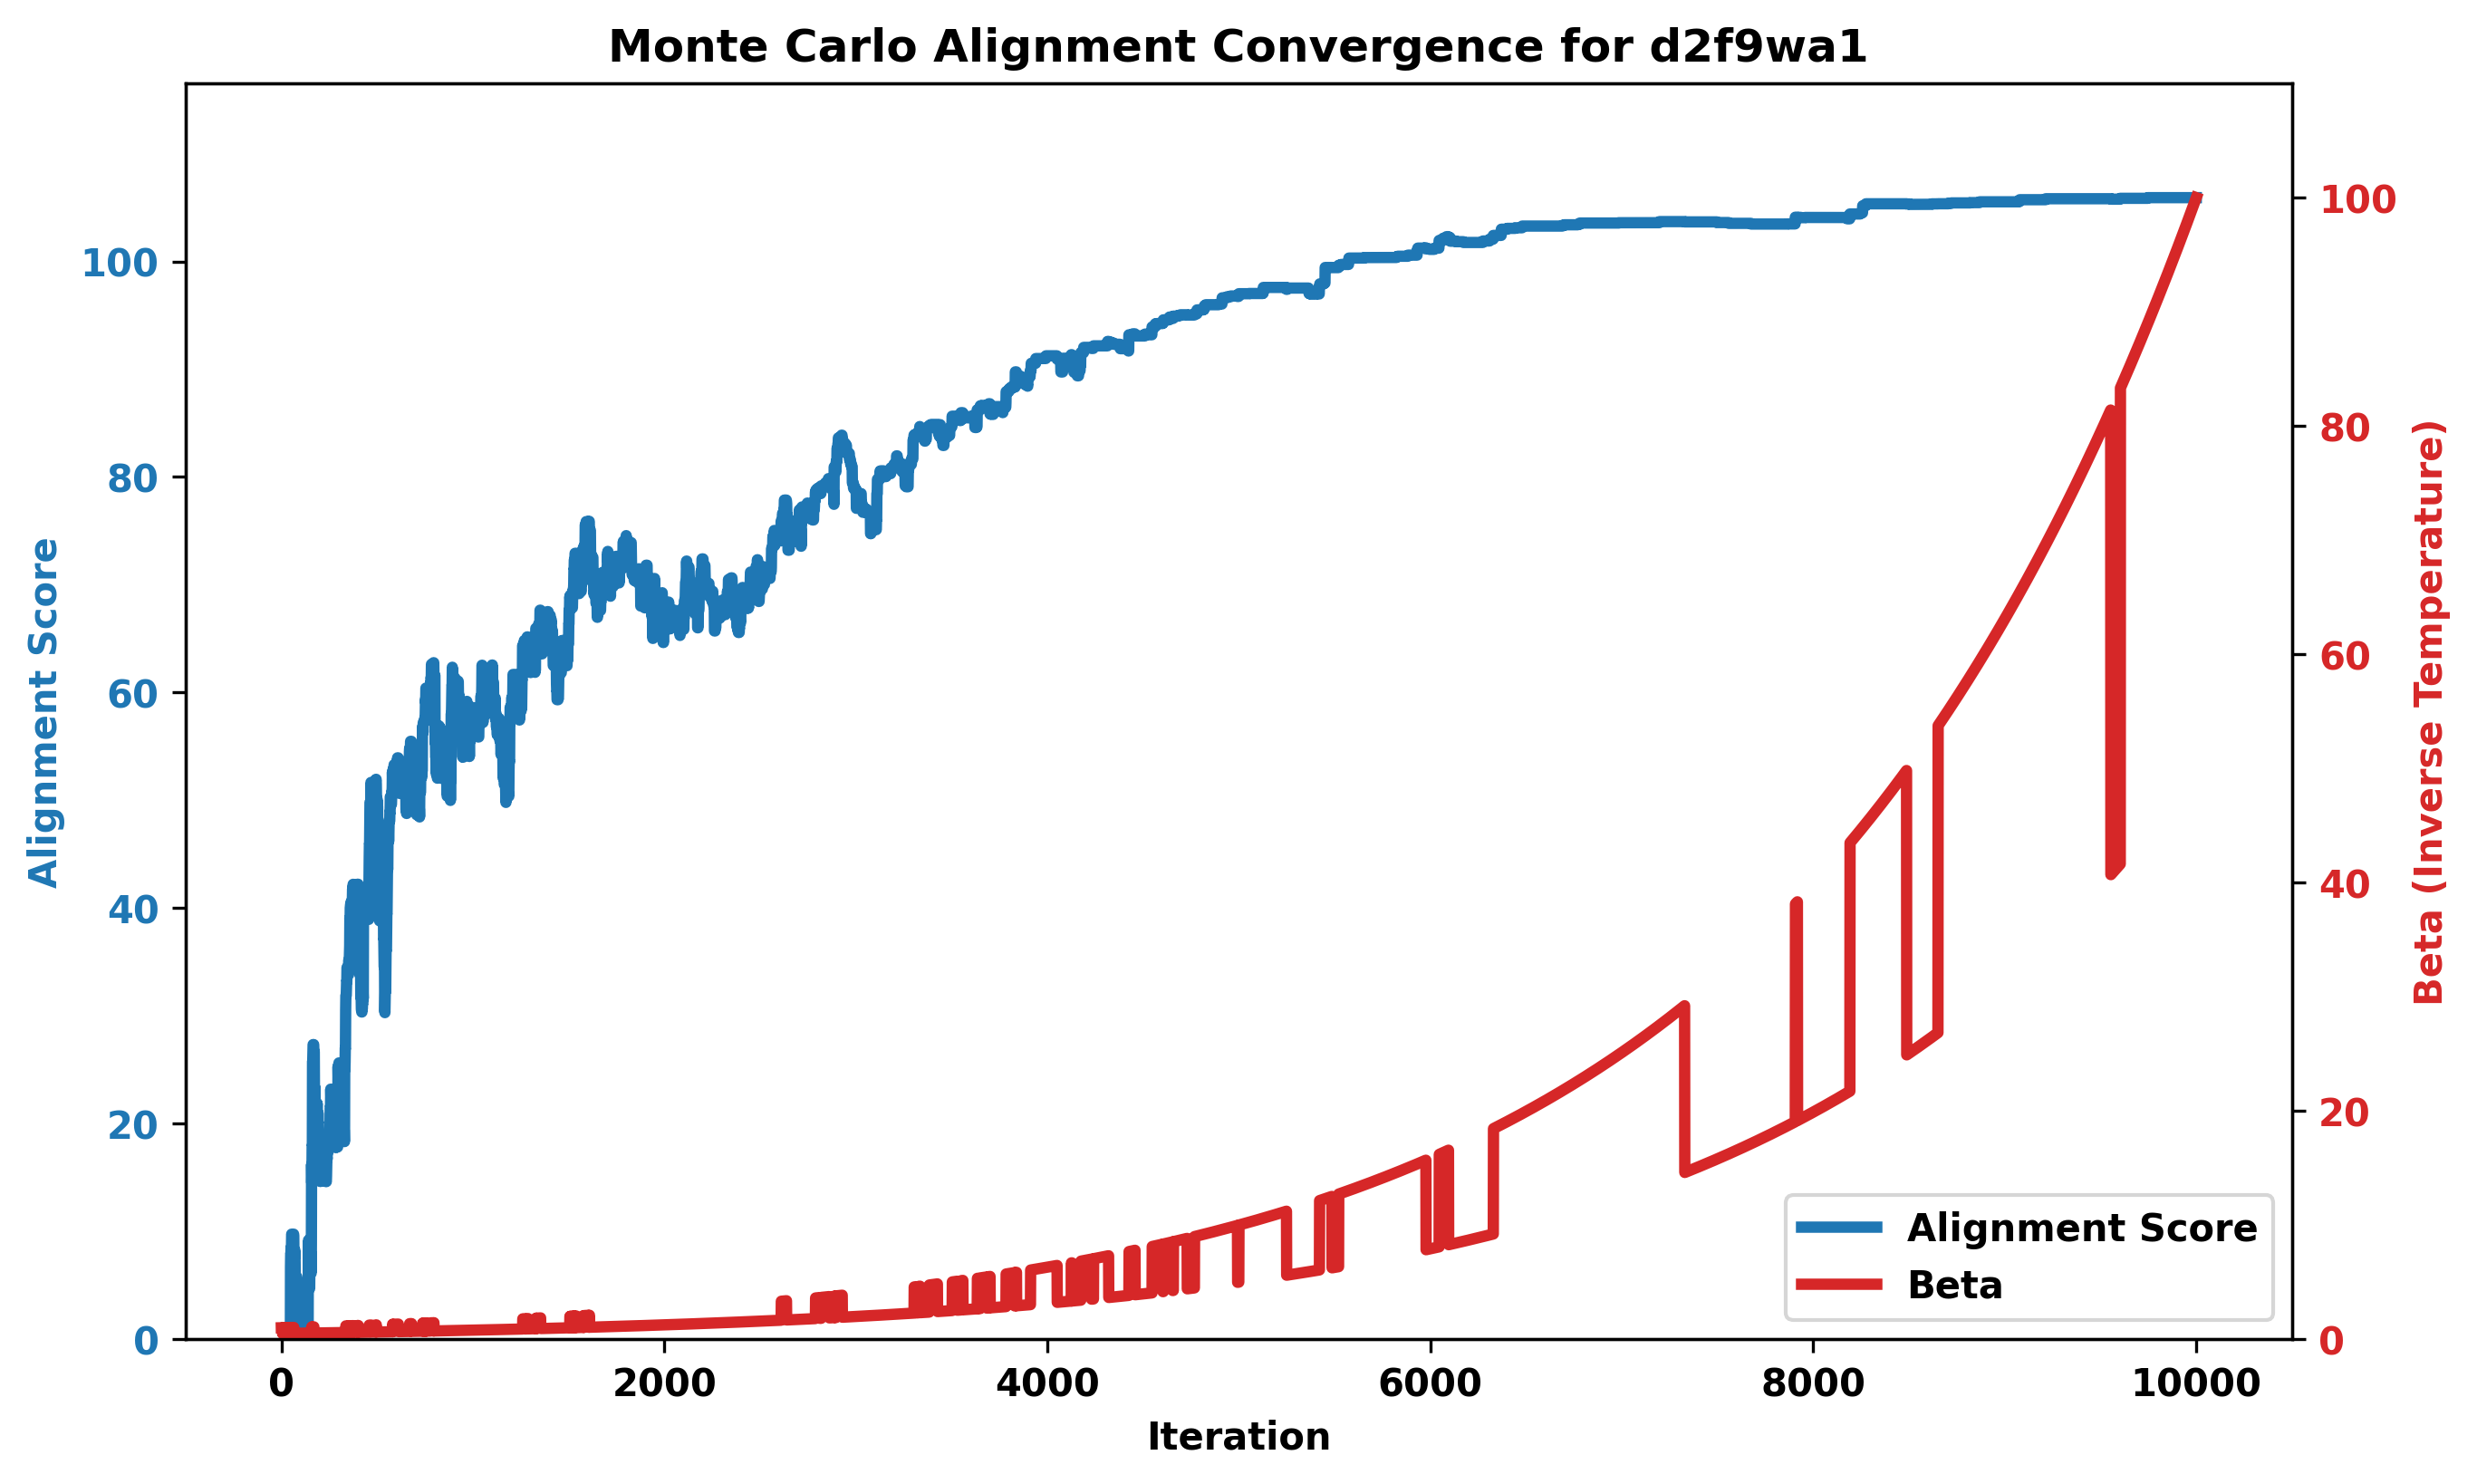 Monte Carlo Alignment Convergence for d2f9wa1
Alignment Score
100
80
60
40
20
0
100
80
60
40
20
0
Beta (Inverse Temperature)
Alignment Score
Beta
0 2000 4000 6000 8000 10000
Iteration